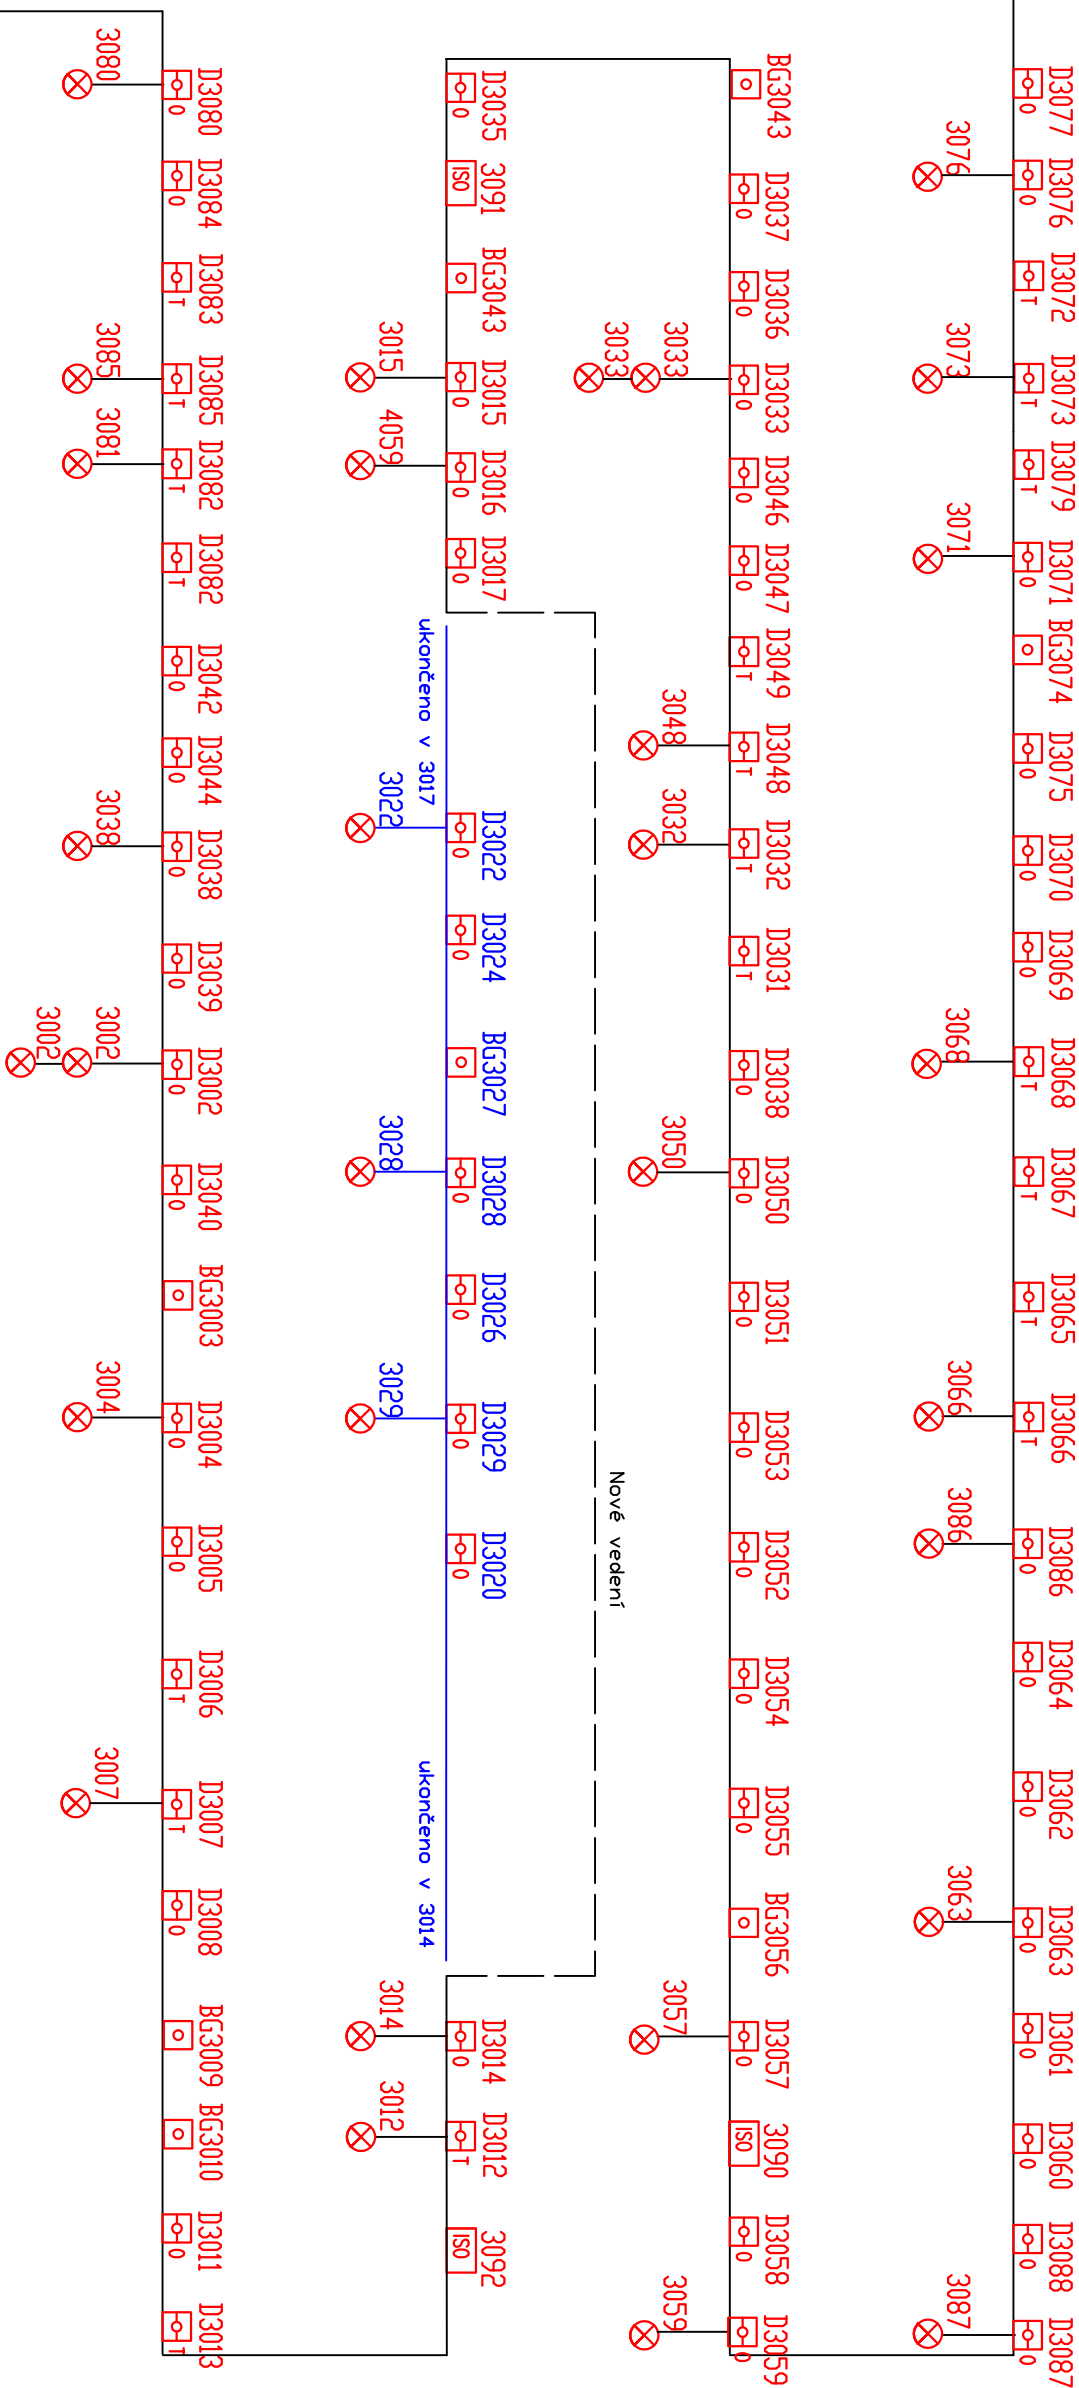 D3077 D3076 D3072 D3073 D3079 D3071 BG3074 D3075 D3070 D3069 D3068 D3067 D3065 D3066 D3086 D3064 D3062 D3063 D3061 D3060 D3088 D3087
O O T T T O O O O T T T T O O O O O O O O
3076 3073 3071 3068 3066 3086 3063 3087
BG3043 D3037 D3036 D3033 D3046 D3047 D3049 D3048 D3032 D3031 D3038 D3050 D3051 D3053 D3052 D3054 D3055 BG3056 D3057 3090 D3058 D3059
O O O O O T T T T O O O O O O O O ISO O O
3033 3048 3032 3050 3057 3059
3033
Nové vedení
D3035 3091 BG3043 D3015 D3016 D3017 D3022 D3024 BG3027 D3028 D3026 D3029 D3020 D3014 D3012 3092
O ISO O O O O O O O O O O T ISO
ukončeno v 3017 ukončeno v 3014
3015 4059 3022 3028 3029 3014 3012
D3080 D3084 D3083 D3085 D3082 D3082 D3042 D3044 D3038 D3039 D3002 D3040 BG3003 D3004 D3005 D3006 D3007 D3008 BG3009 BG3010 D3011 D3013
O O T T T T O O O O O O O O T T O O T
3080 3085 3081 3038 3002 3004 3007
3002